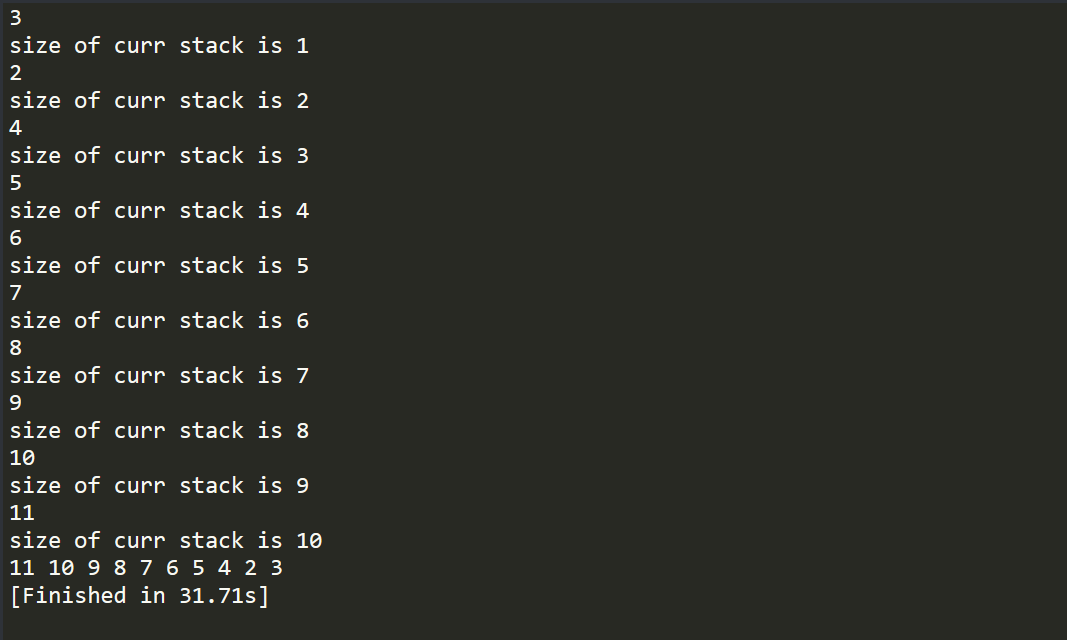 3
size of curr stack is 1
2
size of curr stack is 2
4
size of curr stack is 3
5
size of curr stack is 4
6
size of curr stack is 5
7
size of curr stack is 6
8
size of curr stack is 7
9
size of curr stack is 8
10
size of curr stack is 9
11
size of curr stack is 10
11 10 9 8 7 6 5 4 2 3
[Finished in 31.71s]